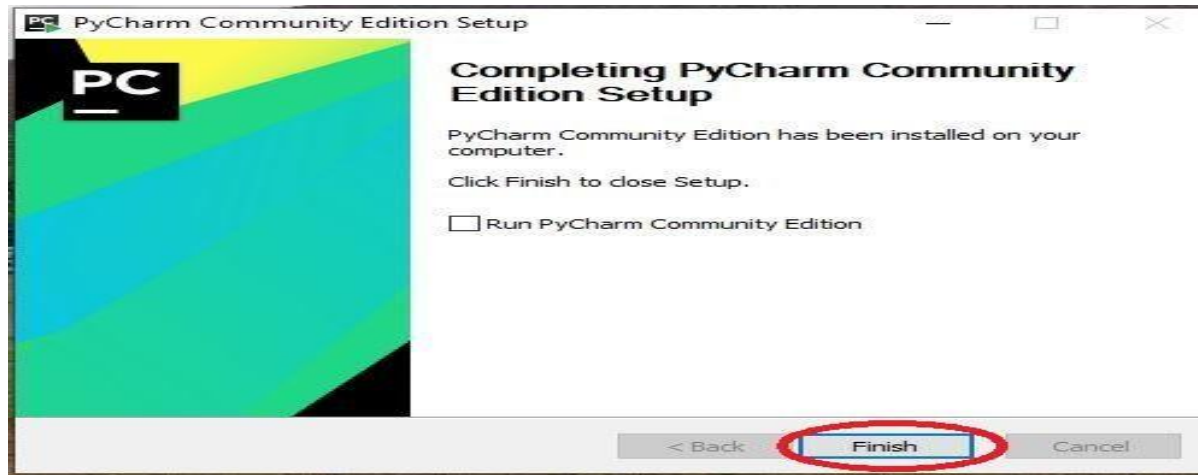 PyCharm Community Edition Setup
PC
Completing PyCharm Community
Edition Setup
PyCharm Community Edition has been installed on your
computer.
Click Finish to close Setup.
Run PyCharm Community Edition
< Back Finish Cancel